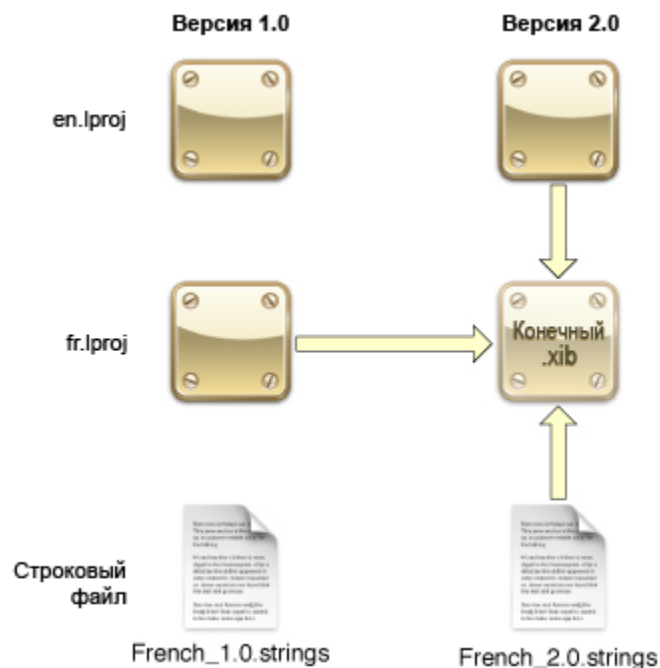 Версия 1.0
Версия 2.0
en.lproj
fr.lproj
Конечный
.xib
Строковый
файл
French_1.0.strings
French_2.0.strings